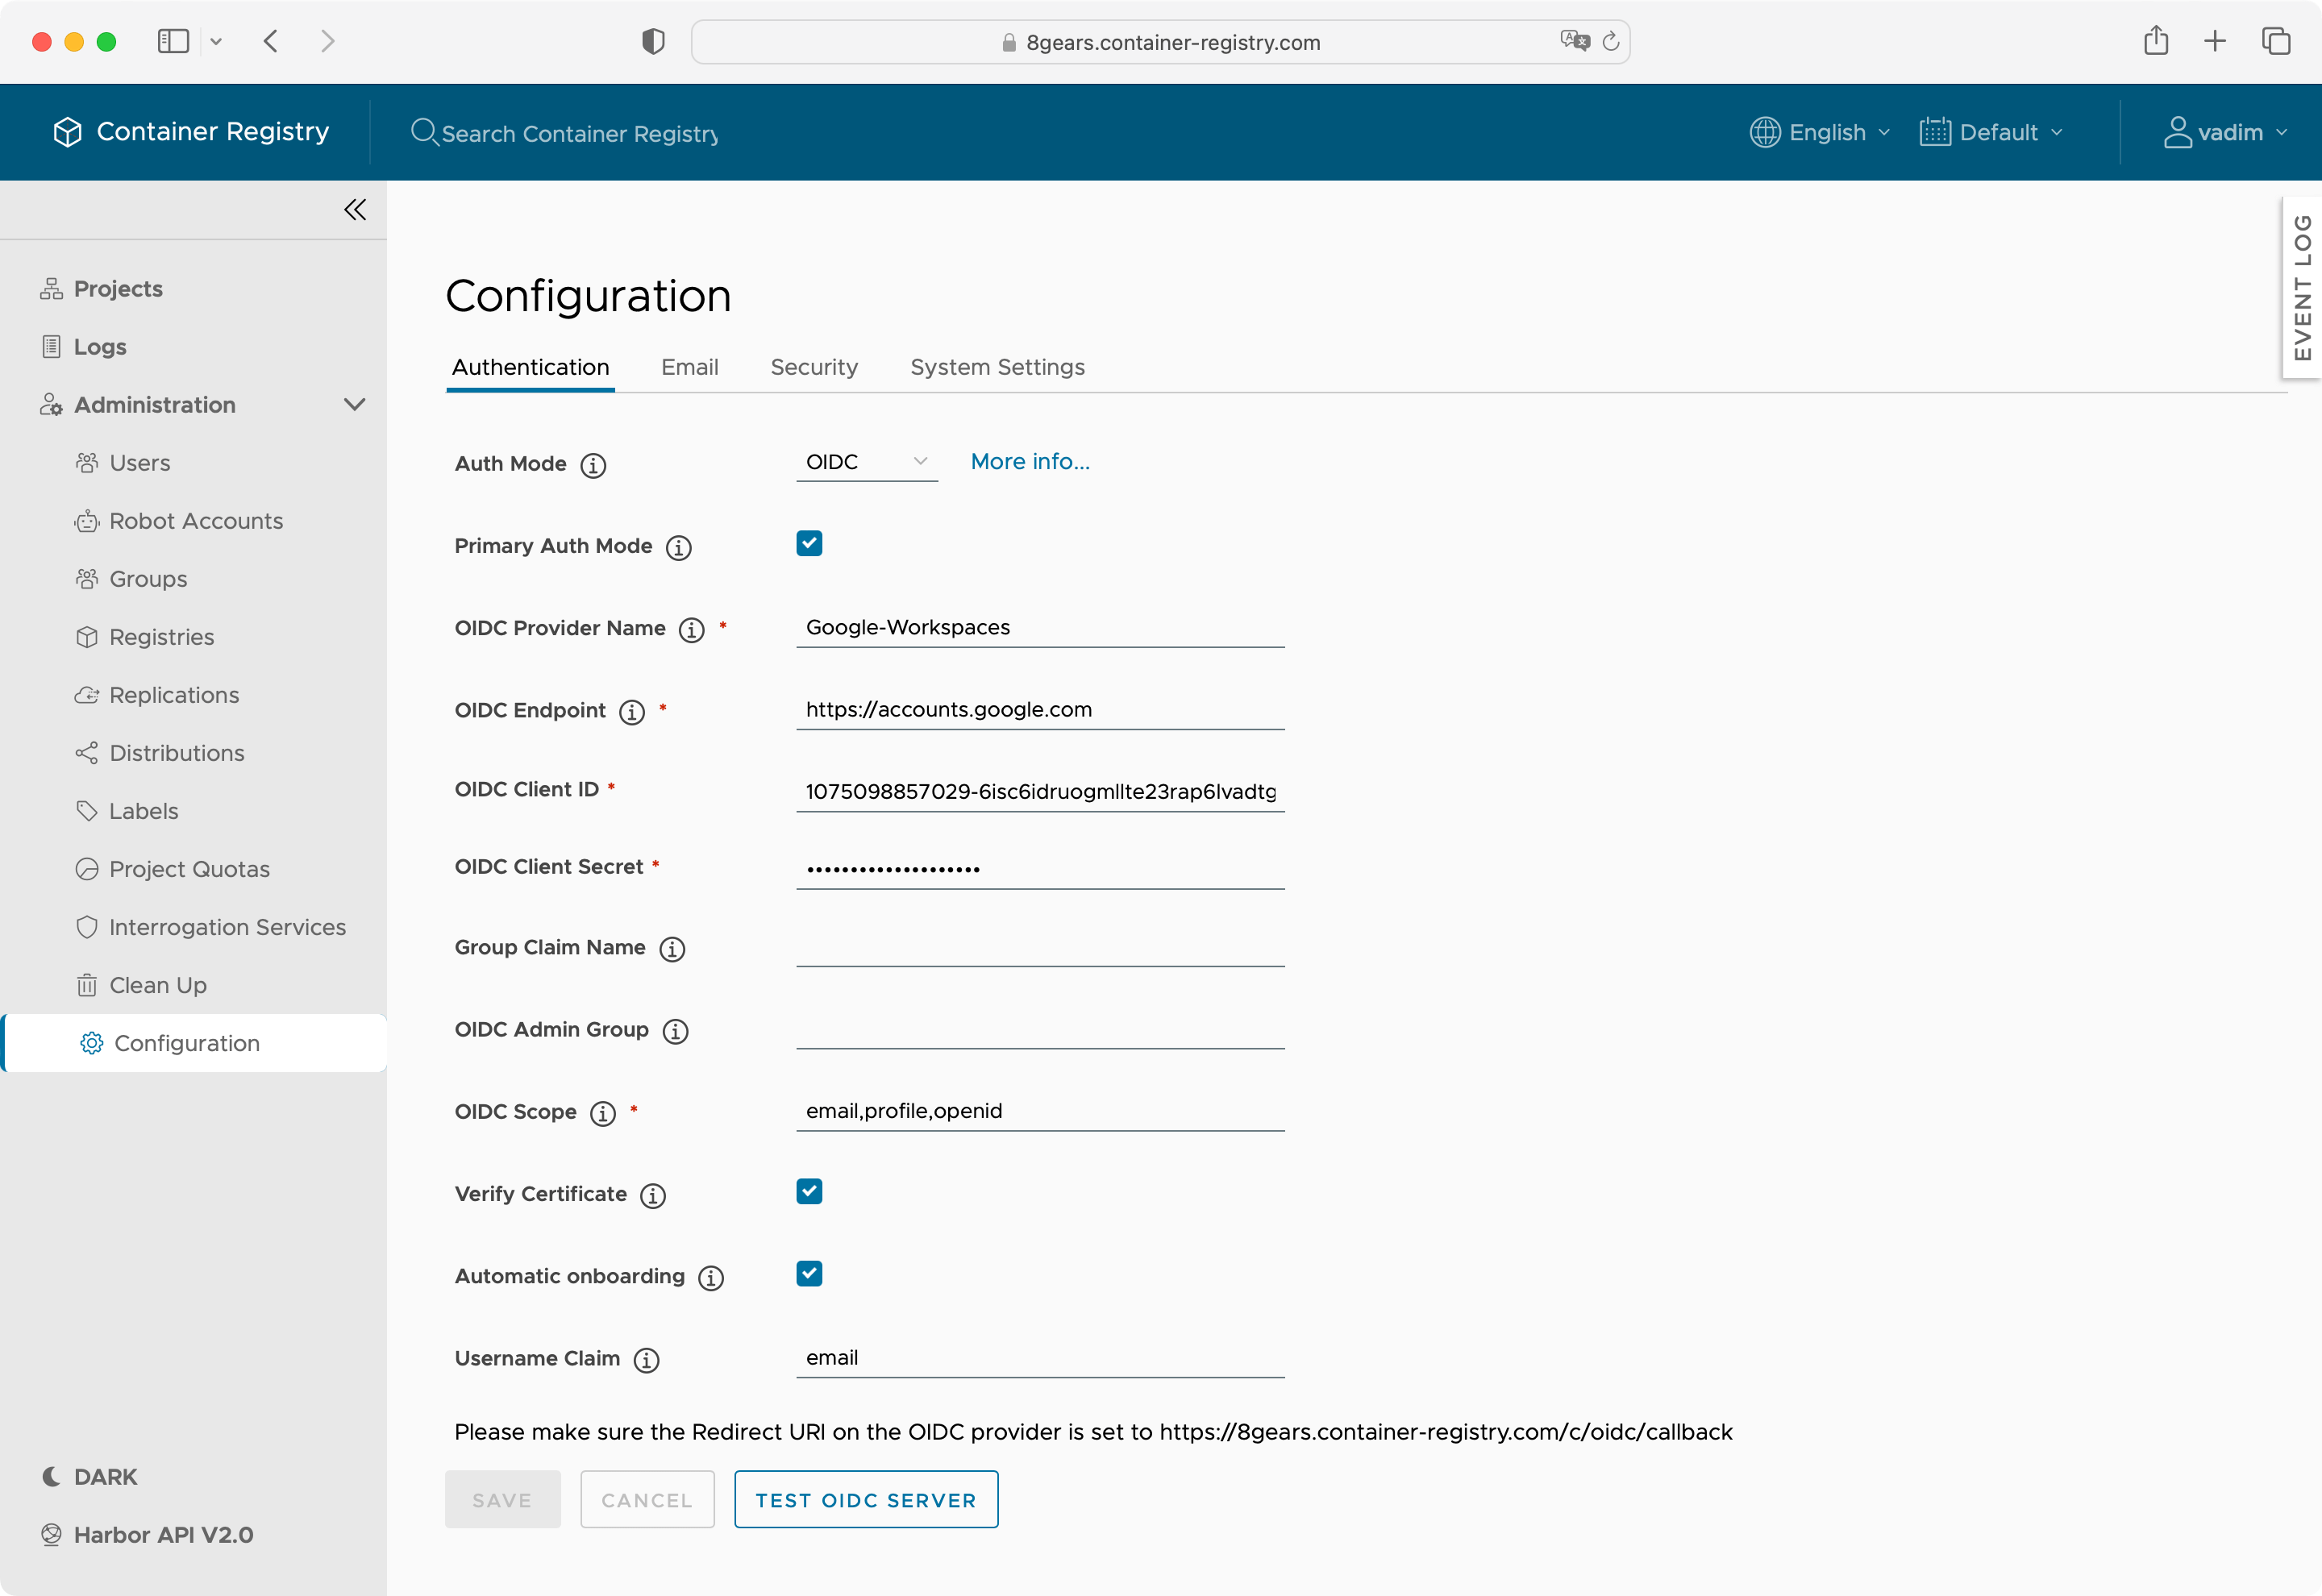 8gears.container-registry.com
Container Registry
Search Container Registry
English
Default
vadim
EVENT LOG
Projects
Logs
Administration
Users
Robot Accounts
Groups
Registries
Replications
Distributions
Labels
Project Quotas
Interrogation Services
Clean Up
Configuration
DARK
Harbor API V2.0
Configuration
Authentication Email Security System Settings
Auth Mode OIDC More info...
Primary Auth Mode
OIDC Provider Name * Google-Workspaces
OIDC Endpoint * https://accounts.google.com
OIDC Client ID * 1075098857029-6isc6idruogmllte23rap6lvadtg
OIDC Client Secret * ••••••••••••••••••••
Group Claim Name
OIDC Admin Group
OIDC Scope * email,profile,openid
Verify Certificate
Automatic onboarding
Username Claim email
Please make sure the Redirect URI on the OIDC provider is set to https://8gears.container-registry.com/c/oidc/callback
SAVE CANCEL TEST OIDC SERVER